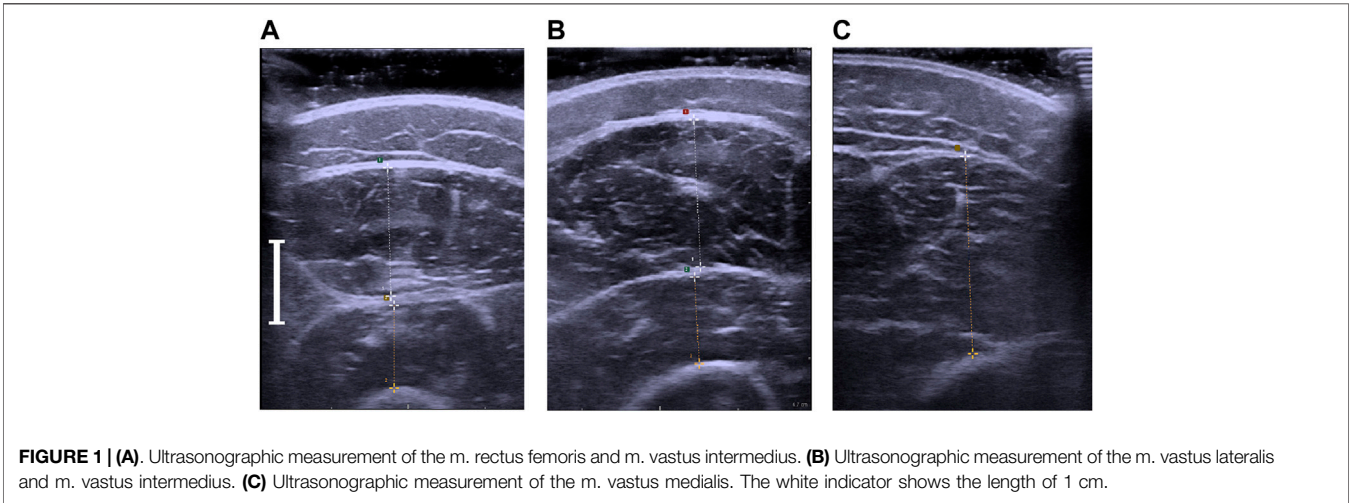 A B C
FIGURE 1 | (A). Ultrasonographic measurement of the m. rectus femoris and m. vastus intermedius. (B) Ultrasonographic measurement of the m. vastus lateralis
and m. vastus intermedius. (C) Ultrasonographic measurement of the m. vastus medialis. The white indicator shows the length of 1 cm.